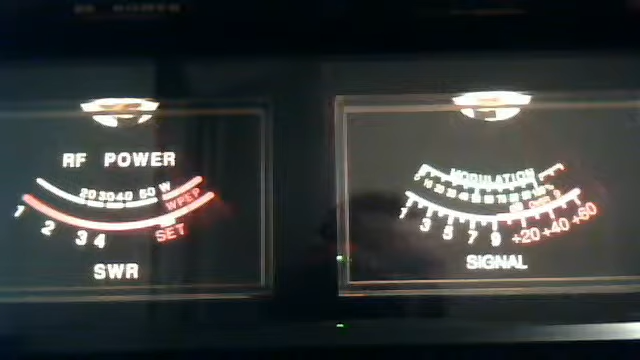 RF POWER
20 30 40 50 W
WPEP
1 2 3 4 SET
SWR
MODULATION
1 3 5 7 9 +20 +40 +60
SIGNAL